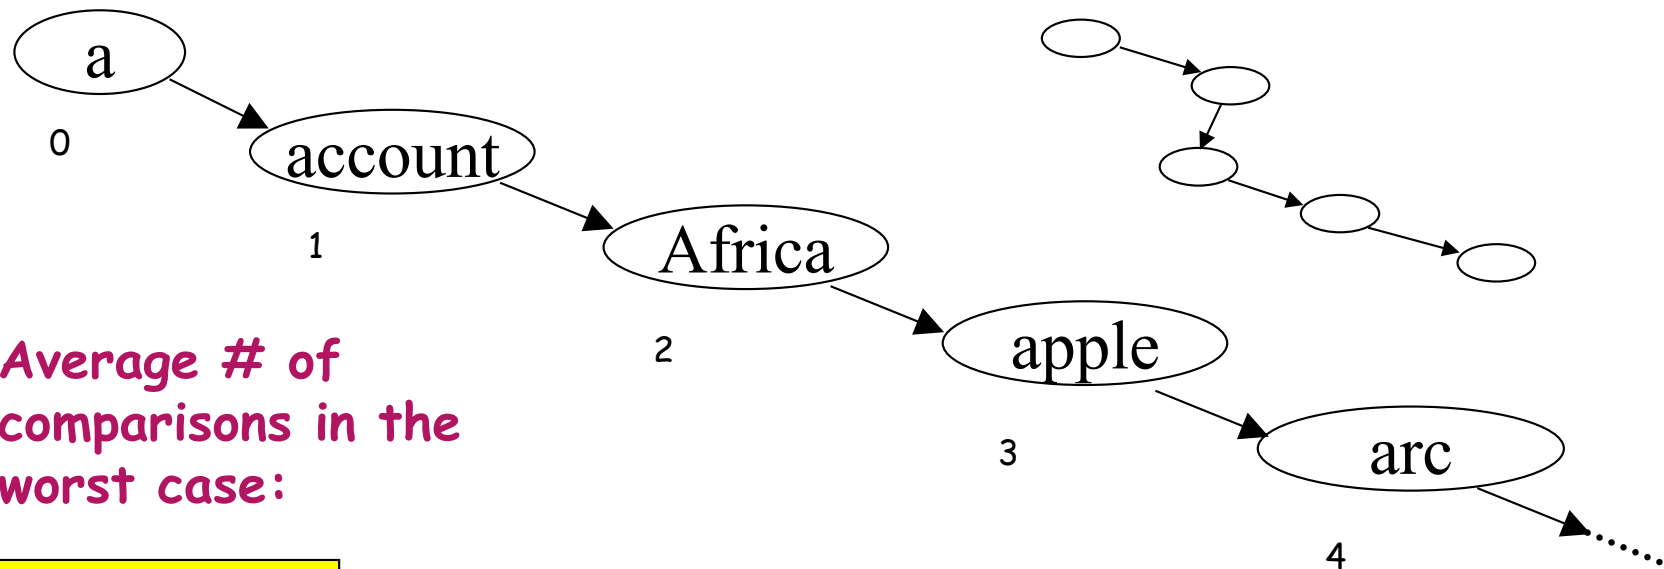 a
0
account
1
Africa
2
apple
3
arc
4
Average # of
comparisons in the
worst case: